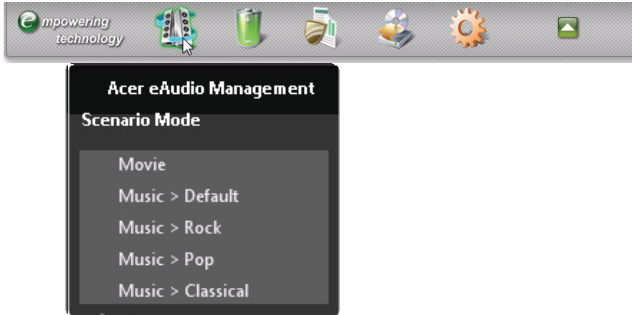 empowering
technology
Acer eAudio Management
Scenario Mode
Movie
Music > Default
Music > Rock
Music > Pop
Music > Classical